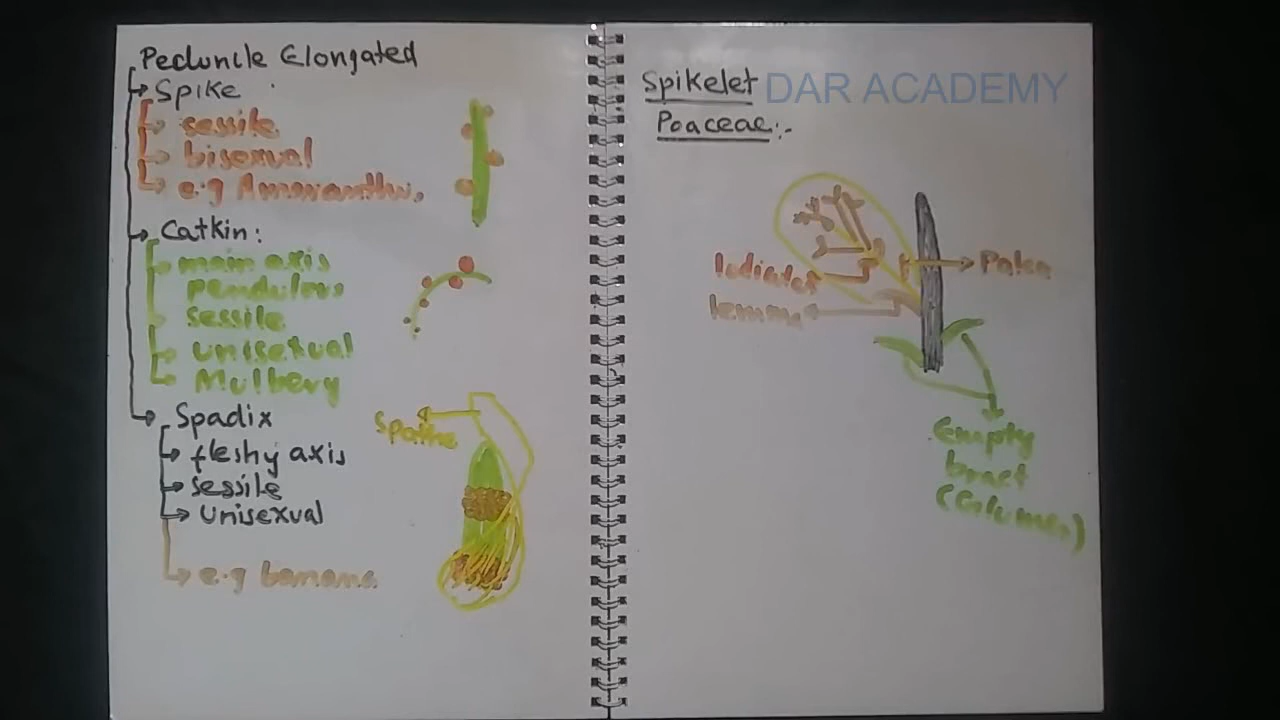 Peduncle Elongated
Spike
sessile
bisexual
e.g Amaranthus
Catkin:
main axis
pendulous
sessile
unisexual
Mulbery
Spadix
Spathe
fleshy axis
sessile
Unisexual
e.g banana
Spikelet DAR ACADEMY
Poaceae:-
Palea
lemma
Empty
bract
(Glumes)